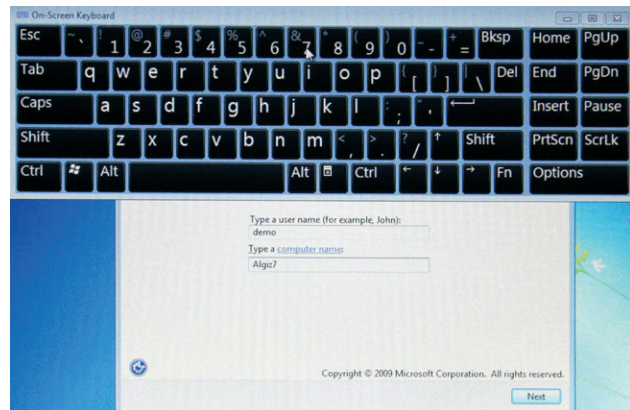 On-Screen Keyboard
Esc ~ ` ! 1 @ 2 # 3 $ 4 % 5 ^ 6 & 7 * 8 ( 9 ) 0 _ - + = Bksp Home PgUp
Tab q w e r t y u i o p { [ } ] | \ Del End PgDn
Caps a s d f g h j k l : ; " ' Insert Pause
Shift z x c v b n m < , > . ? / ↑ Shift PrtScn ScrLk
Ctrl Alt Alt Ctrl ← ↓ → Fn Options
Type a user name (for example, John):
demo
Type a computer name:
Algiz7
Copyright © 2009 Microsoft Corporation. All rights reserved.
Next